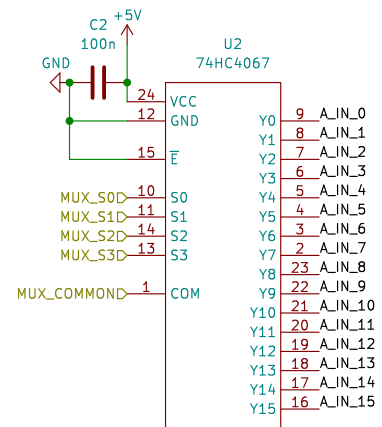 +5V
C2
100n
GND
U2
74HC4067
24 VCC
12 GND
15 E
MUX_S0 10 S0
MUX_S1 11 S1
MUX_S2 14 S2
MUX_S3 13 S3
MUX_COMMON 1 COM
Y0 9 A_IN_0
Y1 8 A_IN_1
Y2 7 A_IN_2
Y3 6 A_IN_3
Y4 5 A_IN_4
Y5 4 A_IN_5
Y6 3 A_IN_6
Y7 2 A_IN_7
Y8 23 A_IN_8
Y9 22 A_IN_9
Y10 21 A_IN_10
Y11 20 A_IN_11
Y12 19 A_IN_12
Y13 18 A_IN_13
Y14 17 A_IN_14
Y15 16 A_IN_15